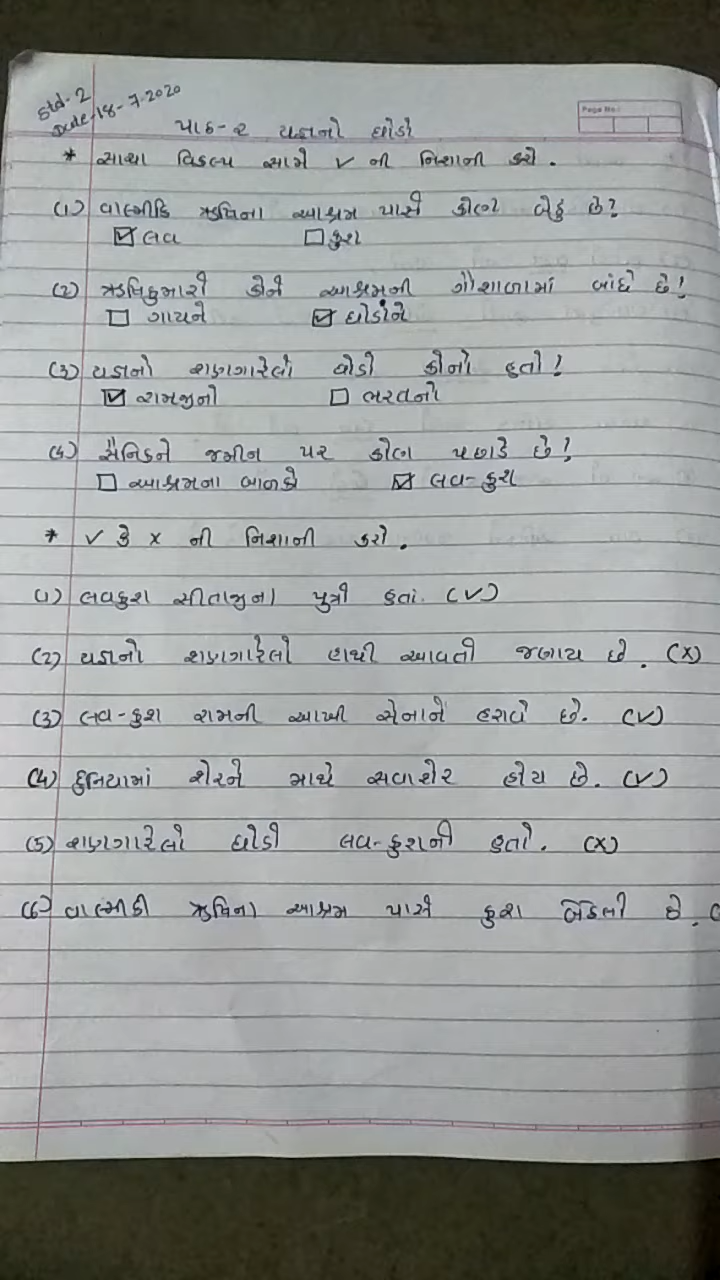 Std-2
Date-18-7-2020
Page No.:
પાઠ-૨ યજ્ઞનો ઘોડો
* સાચા વિકલ્પ સામે ✓ ની નિશાની કરો.
(1) વાલ્મીકિ ઋષિના આશ્રમ પાસે કોણ બેઠું છે?
☑ લવ ☐ કુશ
(2) ઋષિકુમારો કોને આશ્રમની ગૌશાળામાં બાંધે છે?
☐ ગાયને ☑ ઘોડાને
(3) યજ્ઞનો શણગારેલો ઘોડો કોનો હતો?
☑ રામજીનો ☐ ભરતનો
(4) સૈનિકને જમીન પર કોણ પછાડે છે?
☐ આશ્રમના બાળકો ☑ લવ-કુશ
* ✓ કે × ની નિશાની કરો.
(1) લવકુશ સીતાજીના પુત્રો હતાં. (✓)
(2) યજ્ઞનો શણગારેલો હાથી આવતો જણાય છે. (×)
(3) લવ-કુશ રામની આખી સેનાને હરાવે છે. (✓)
(4) દુનિયામાં શેરને માથે સવાશેર હોય છે. (✓)
(5) શણગારેલો ઘોડો લવ-કુશનો હતો. (×)
(6) વાલ્મીકી ઋષિના આશ્રમ પાસે કુશ બેઠેલો છે. (